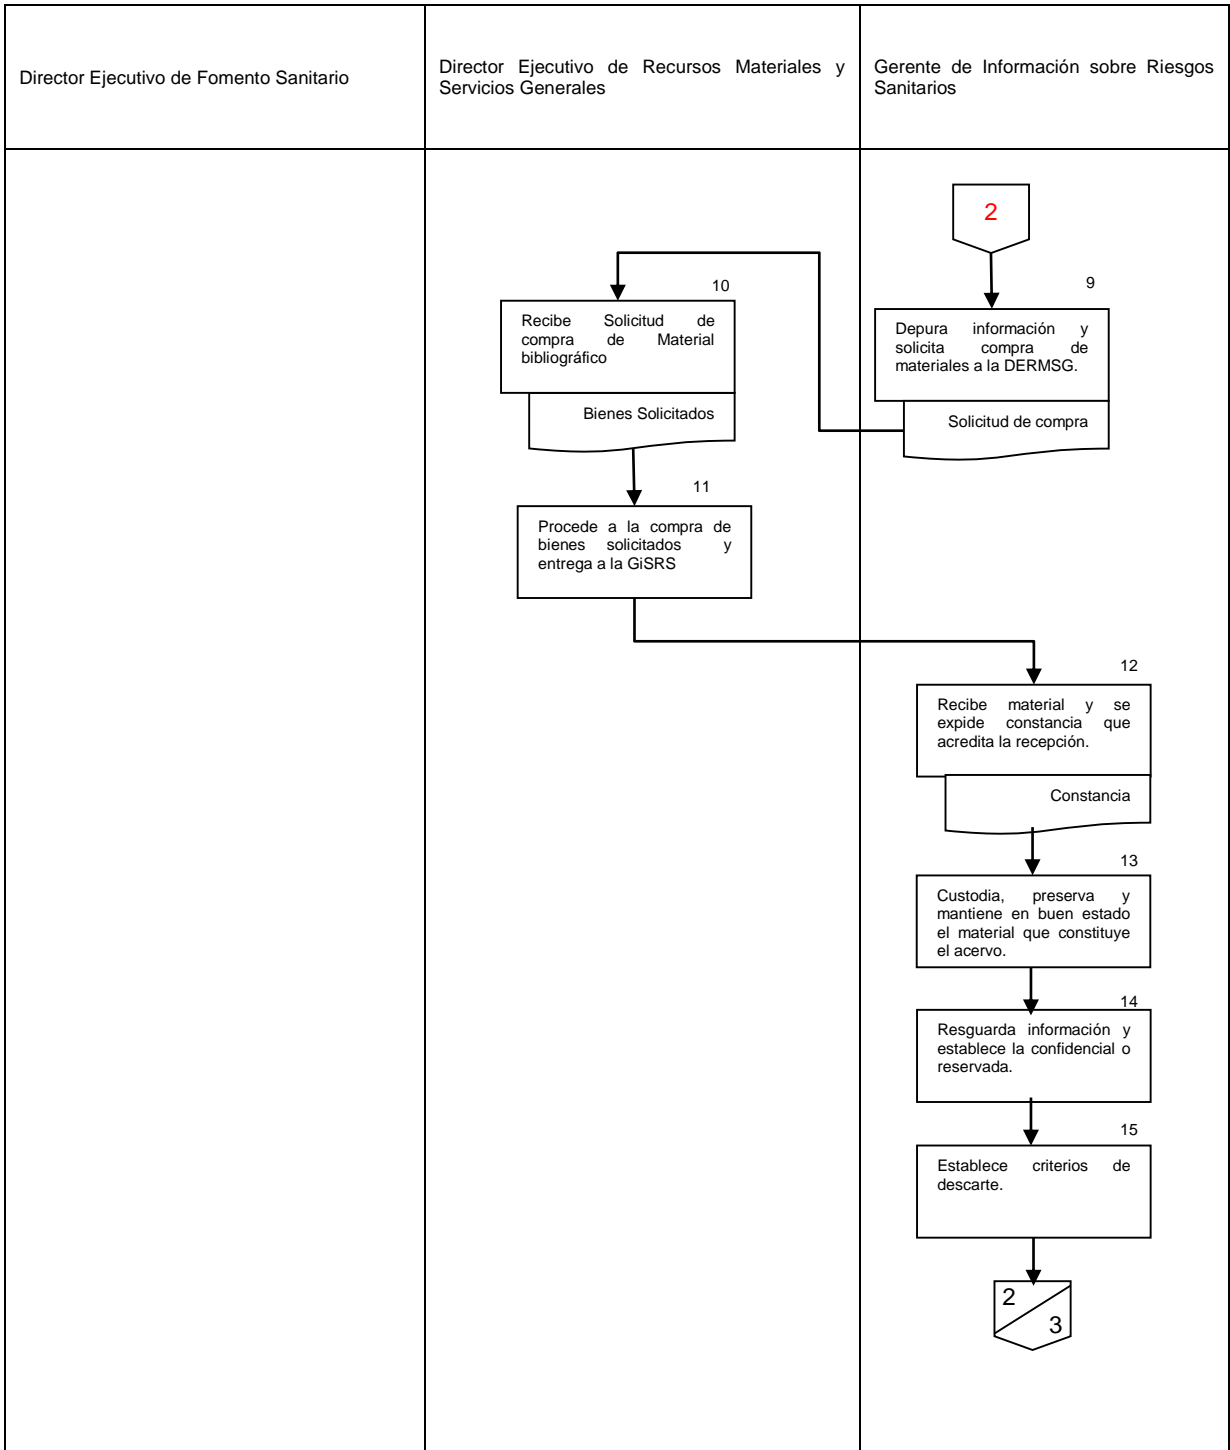 Director Ejecutivo de Fomento Sanitario
Director Ejecutivo de Recursos Materiales y
Servicios Generales
Gerente de Información sobre Riesgos
Sanitarios
2
9
Depura información y
solicita compra de
materiales a la DERMSG.
Solicitud de compra
10
Recibe Solicitud de
compra de Material
bibliográfico
Bienes Solicitados
11
Procede a la compra de
bienes solicitados y
entrega a la GiSRS
12
Recibe material y se
expide constancia que
acredita la recepción.
Constancia
13
Custodia, preserva y
mantiene en buen estado
el material que constituye
el acervo.
14
Resguarda información y
establece la confidencial o
reservada.
15
Establece criterios de
descarte.
2
3